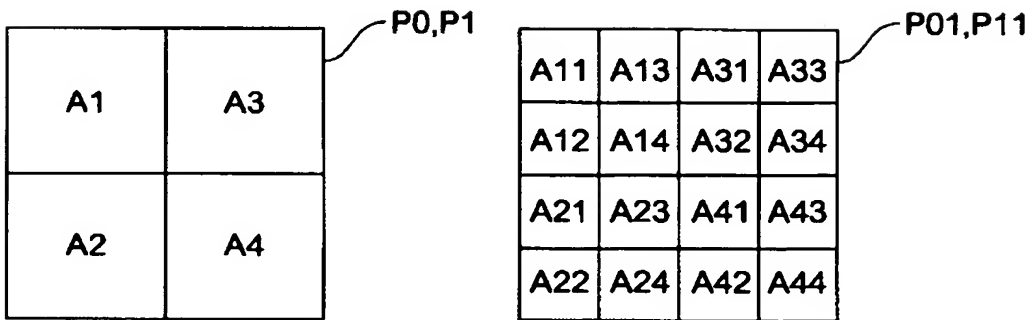 P0,P1
A1 A3
A2 A4
P01,P11
A11 A13 A31 A33
A12 A14 A32 A34
A21 A23 A41 A43
A22 A24 A42 A44